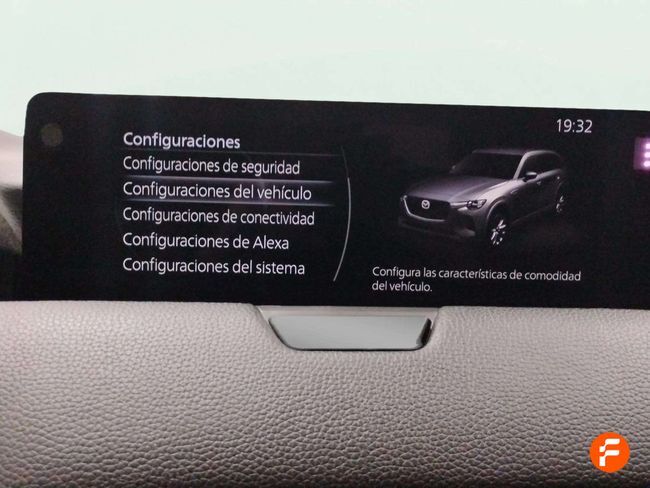 19:32
Configuraciones
Configuraciones de seguridad
Configuraciones del vehículo
Configuraciones de conectividad
Configuraciones de Alexa
Configuraciones del sistema
Configura las características de comodidad
del vehículo.